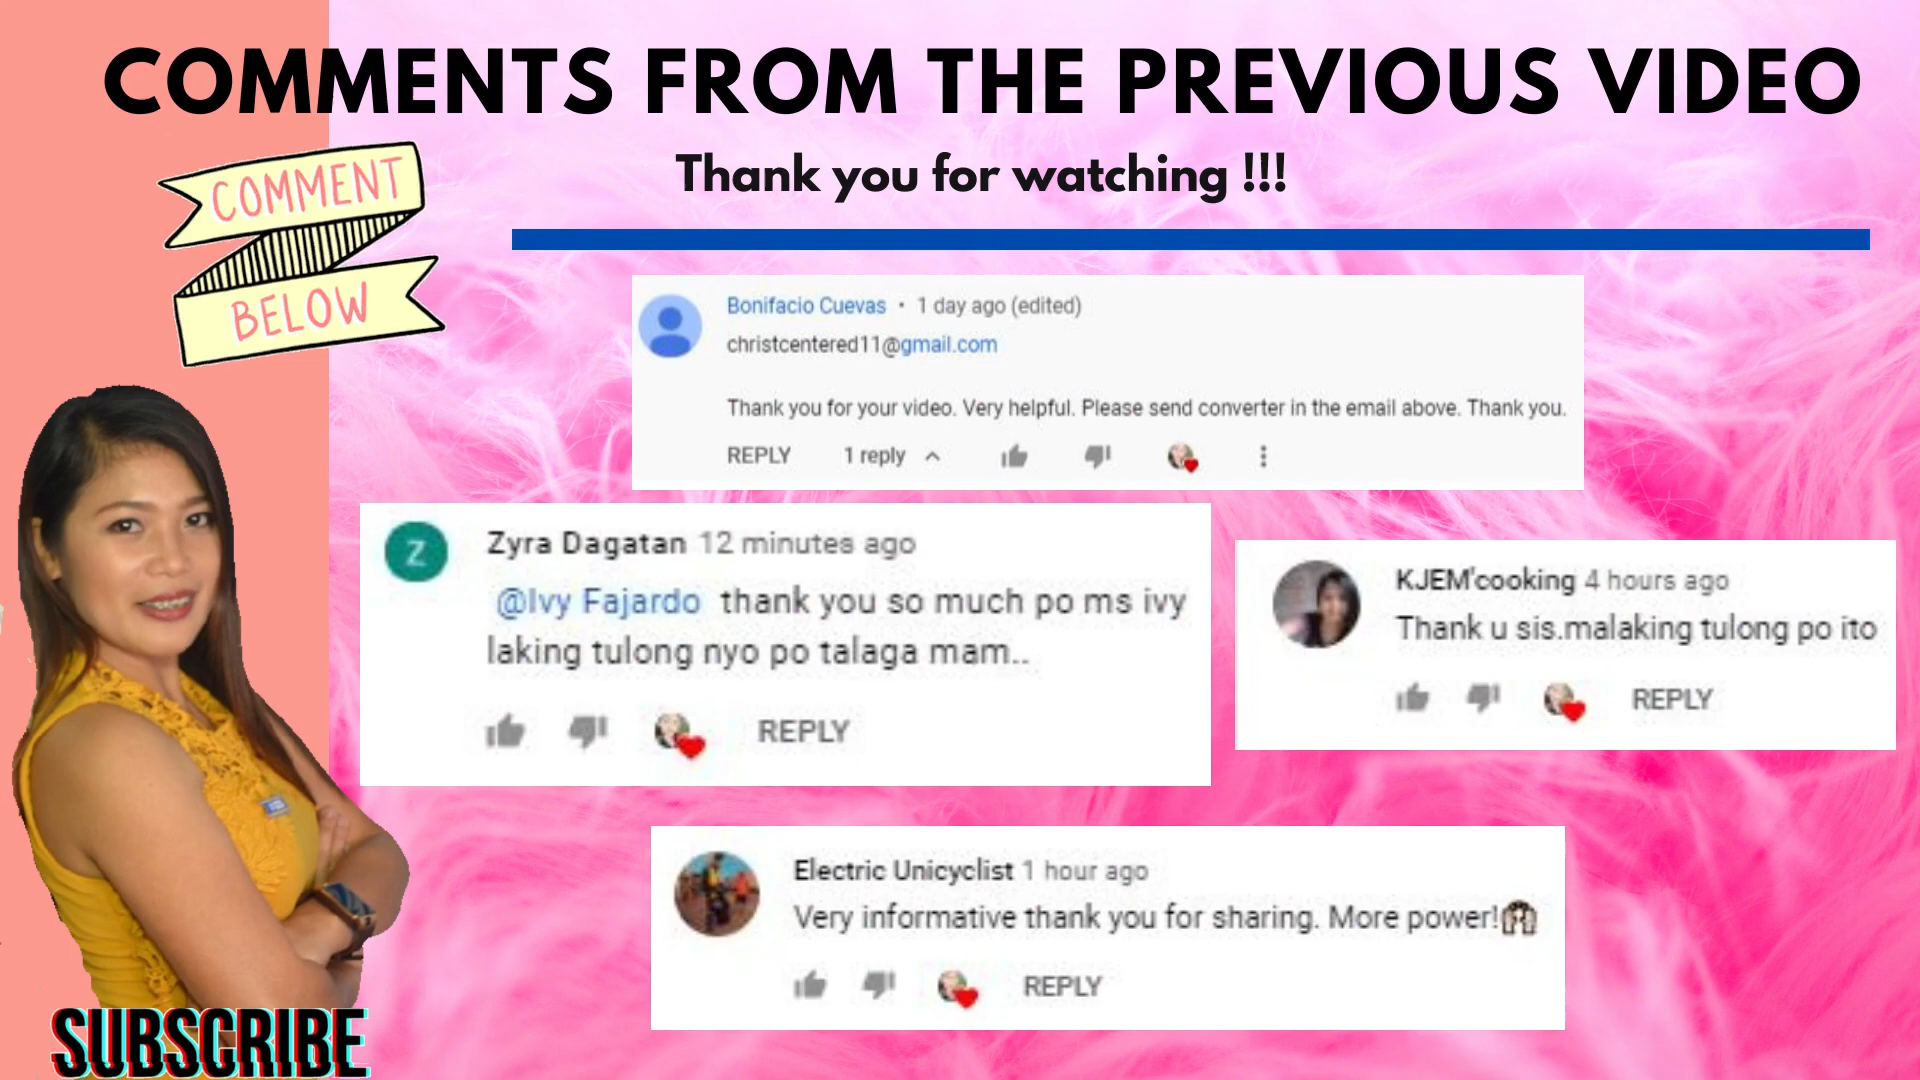 COMMENTS FROM THE PREVIOUS VIDEO
Thank you for watching !!!
COMMENT
BELOW
Bonifacio Cuevas • 1 day ago (edited)
christcentered11@gmail.com
Thank you for your video. Very helpful. Please send converter in the email above. Thank you.
REPLY 1 reply
Z
Zyra Dagatan 12 minutes ago
@Ivy Fajardo thank you so much po ms ivy
laking tulong nyo po talaga mam..
REPLY
KJEM'cooking 4 hours ago
Thank u sis.malaking tulong po ito
REPLY
Electric Unicyclist 1 hour ago
Very informative thank you for sharing. More power!
REPLY
SUBSCRIBE